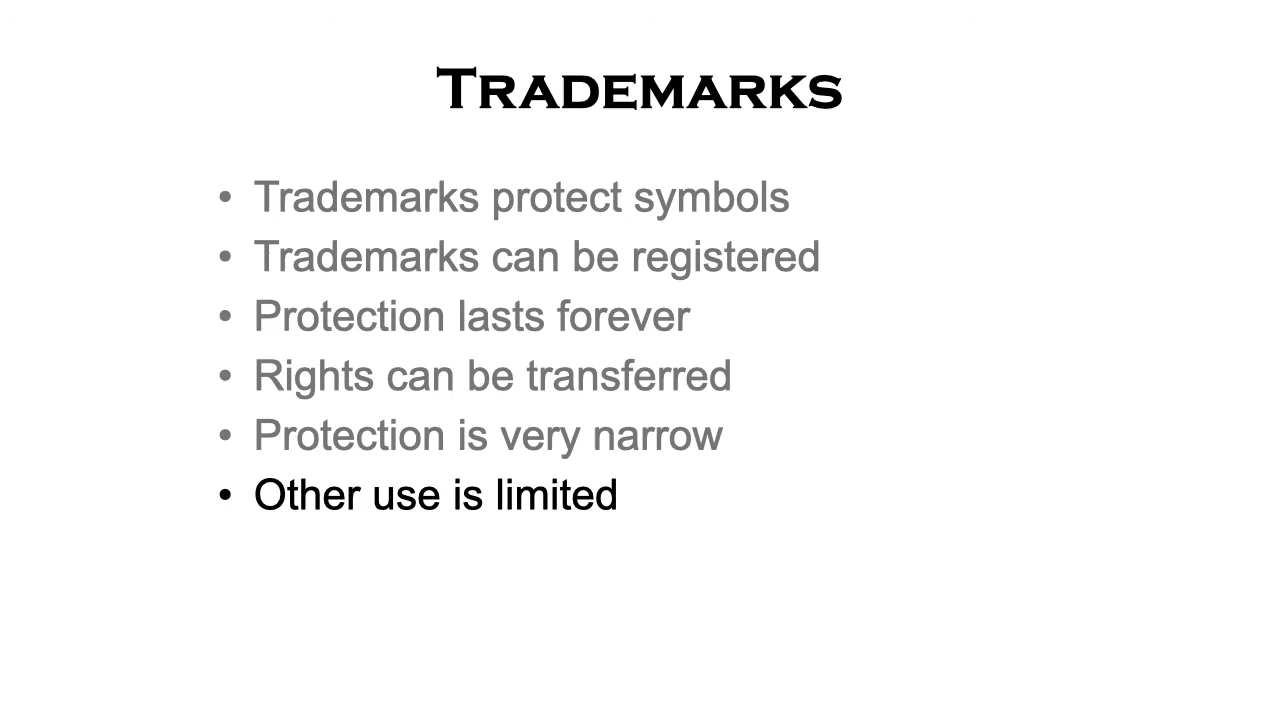 TRADEMARKS
• Trademarks protect symbols
• Trademarks can be registered
• Protection lasts forever
• Rights can be transferred
• Protection is very narrow
• Other use is limited